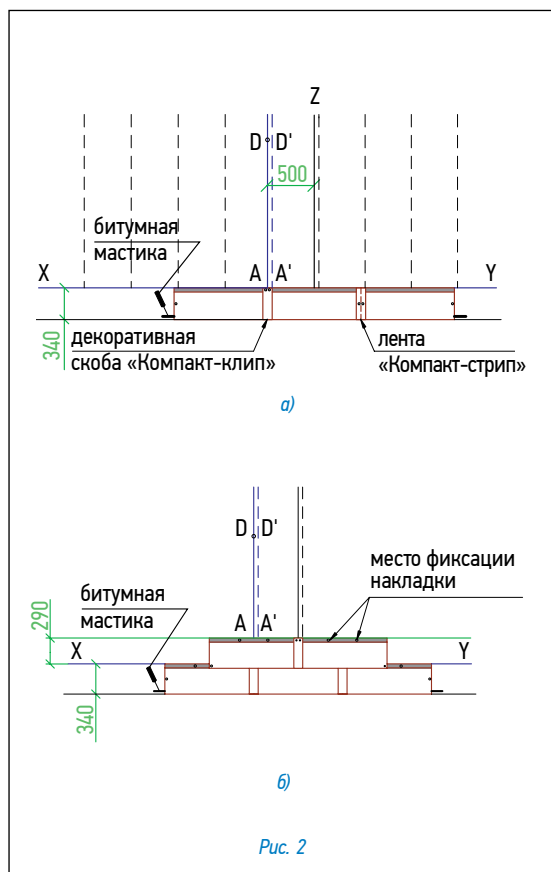 Z
D D'
500
битумная
мастика
X
A A'
Y
340
декоративная
скоба «Компакт-клип»
лента
«Компакт-стрип»
а)
D D'
место фиксации
накладки
битумная
мастика
290
A A'
X
Y
340
б)
Рис. 2